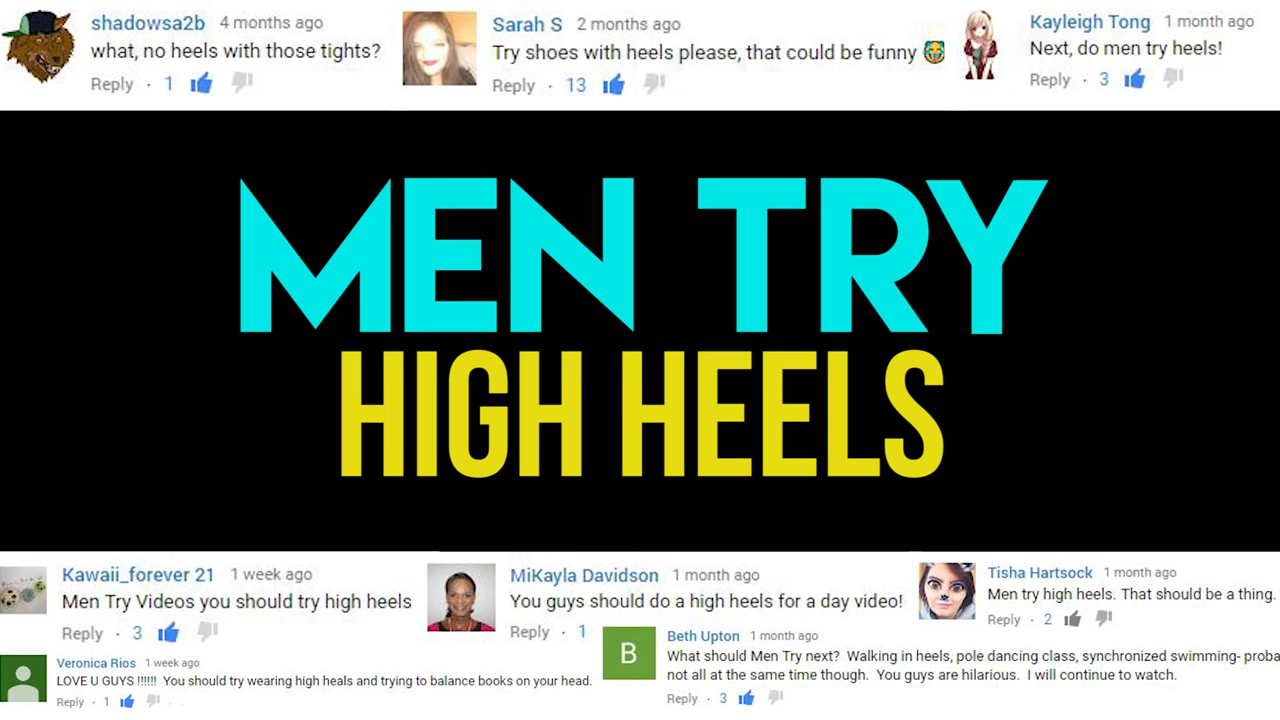 shadowsa2b 4 months ago
what, no heels with those tights?
Reply · 1
Sarah S 2 months ago
Try shoes with heels please, that could be funny 😂
Reply · 13
Kayleigh Tong 1 month ago
Next, do men try heels!
Reply · 3
MEN TRY
HIGH HEELS
Kawaii_forever 21 1 week ago
Men Try Videos you should try high heels
Reply · 3
MiKayla Davidson 1 month ago
You guys should do a high heels for a day video!
Reply · 1
Tisha Hartsock 1 month ago
Men try high heels. That should be a thing.
Reply · 2
Veronica Rios 1 week ago
LOVE U GUYS !!!!!! You should try wearing high heals and trying to balance books on your head.
Reply · 1
B
Beth Upton 1 month ago
What should Men Try next? Walking in heels, pole dancing class, synchronized swimming- proba
not all at the same time though. You guys are hilarious. I will continue to watch.
Reply · 3